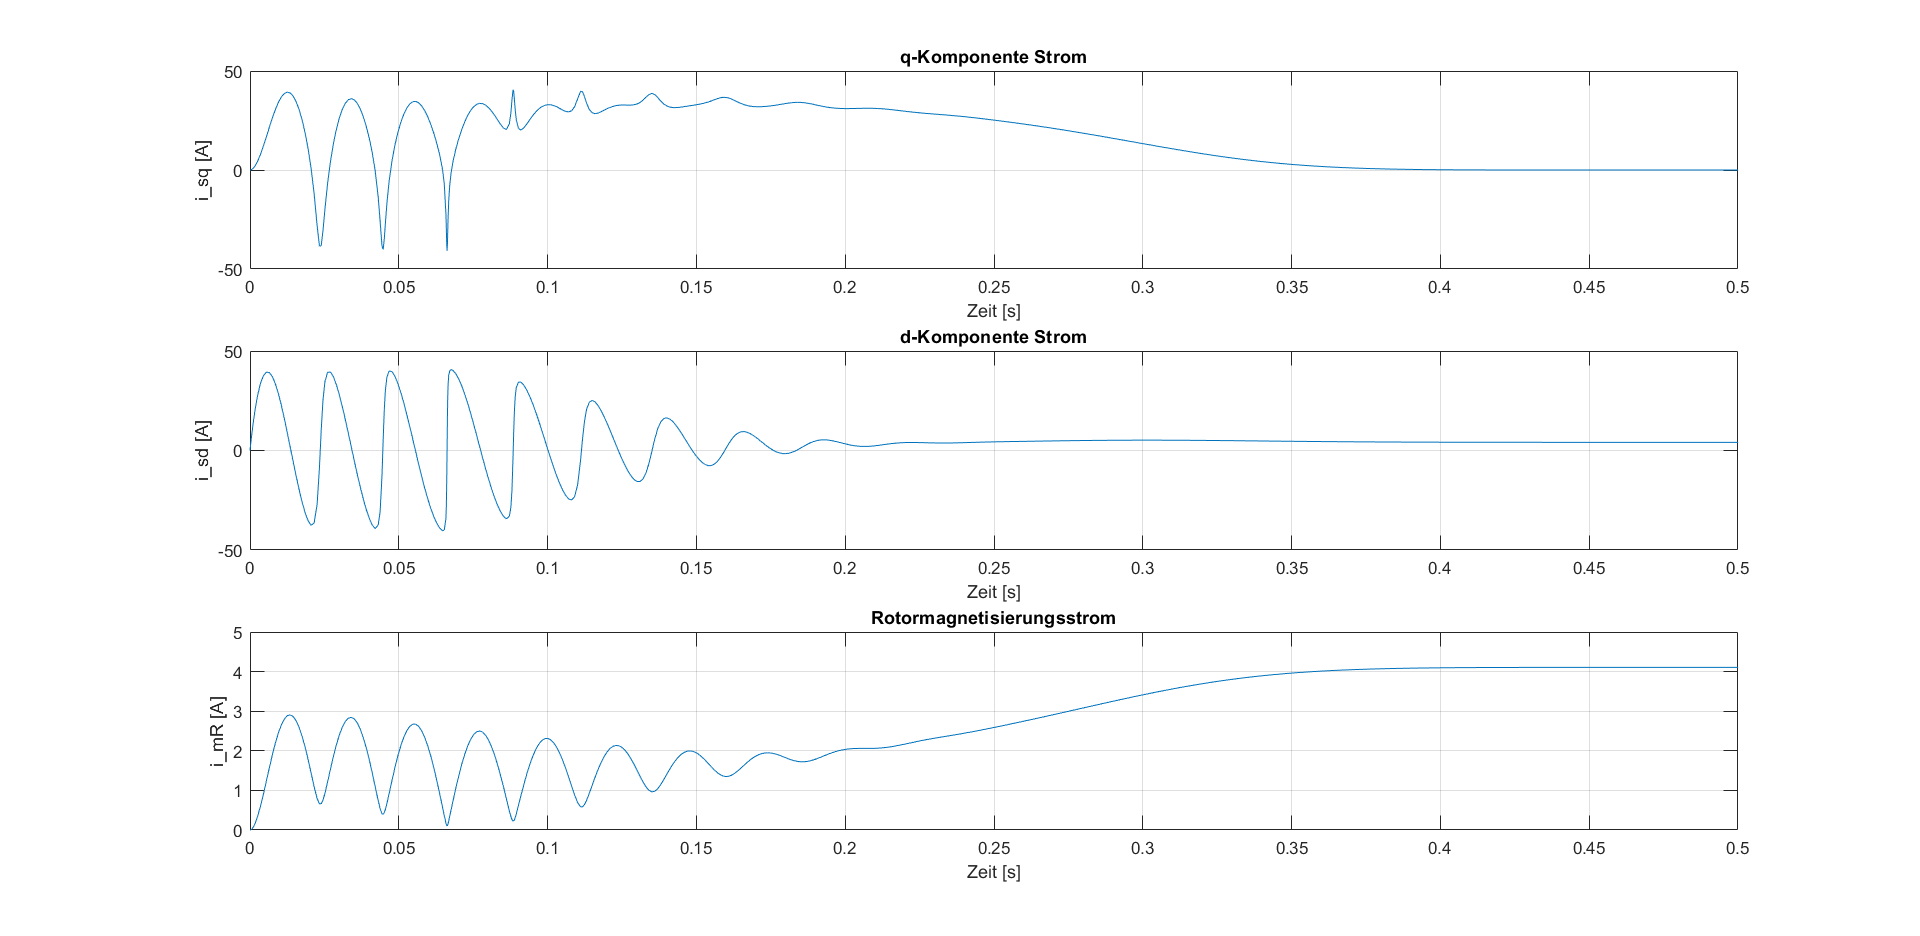 q-Komponente Strom
i_sq [A]
50
0
-50
0 0.05 0.1 0.15 0.2 0.25 0.3 0.35 0.4 0.45 0.5
Zeit [s]
d-Komponente Strom
i_sd [A]
50
0
-50
0 0.05 0.1 0.15 0.2 0.25 0.3 0.35 0.4 0.45 0.5
Zeit [s]
Rotormagnetisierungsstrom
i_mR [A]
5
4
3
2
1
0
0 0.05 0.1 0.15 0.2 0.25 0.3 0.35 0.4 0.45 0.5
Zeit [s]